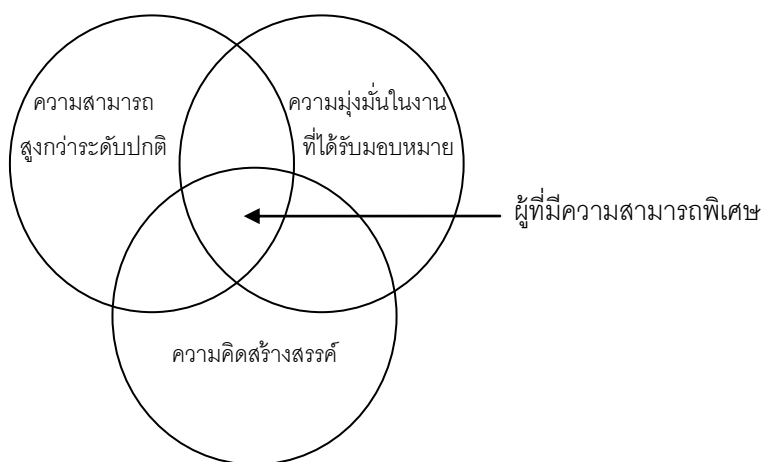 ความสามารถ
สูงกว่าระดับปกติ
ความมุ่งมั่นในงาน
ที่ได้รับมอบหมาย
ผู้ที่มีความสามารถพิเศษ
ความคิดสร้างสรรค์